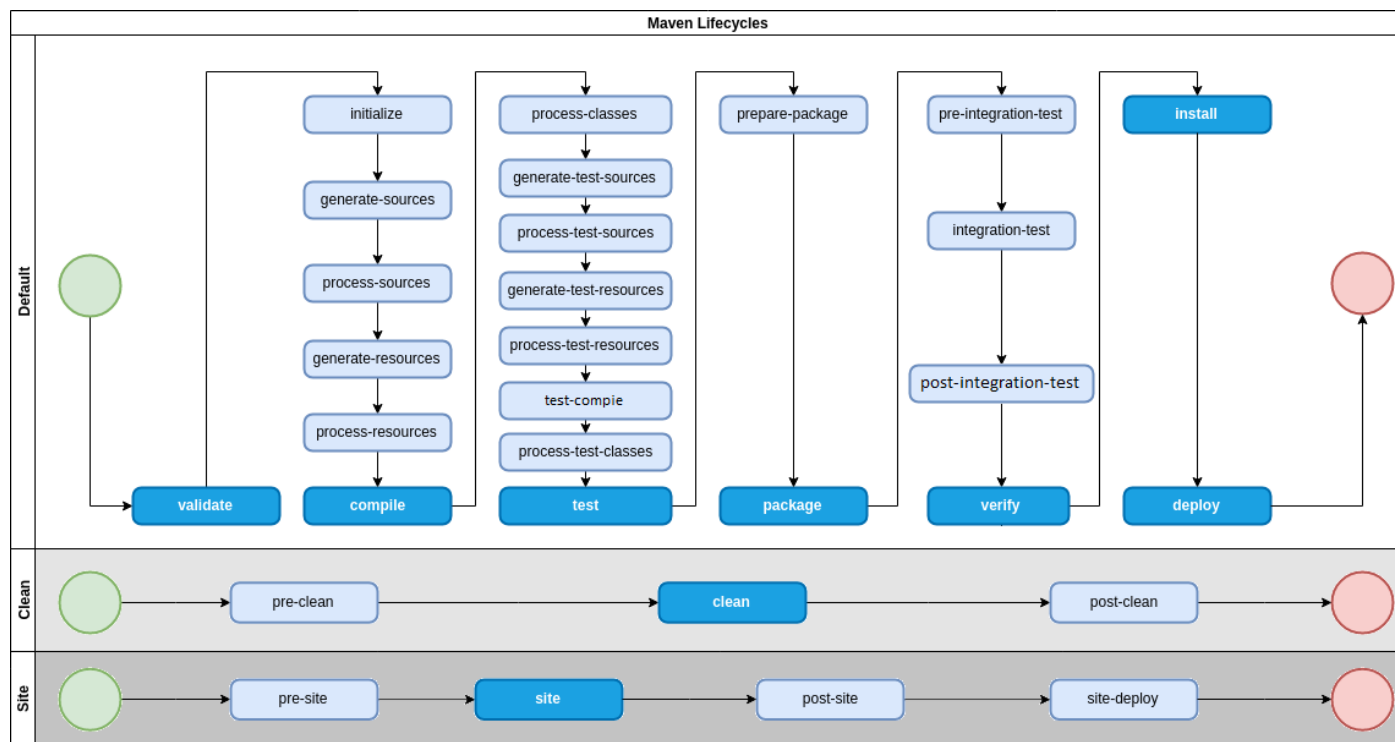 Maven Lifecycles
Default
validate
initialize
generate-sources
process-sources
generate-resources
process-resources
compile
process-classes
generate-test-sources
process-test-sources
generate-test-resources
process-test-resources
test-compie
process-test-classes
test
prepare-package
package
pre-integration-test
integration-test
post-integration-test
verify
install
deploy
Clean
pre-clean
clean
post-clean
Site
pre-site
site
post-site
site-deploy